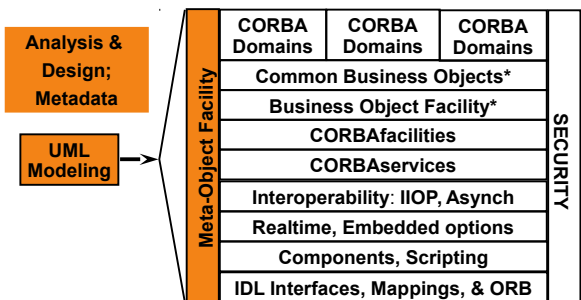 Analysis &
Design;
Metadata
UML
Modeling
Meta-Object Facility
CORBA
Domains
CORBA
Domains
CORBA
Domains
Common Business Objects*
Business Object Facility*
CORBAfacilities
CORBAservices
Interoperability: IIOP, Asynch
Realtime, Embedded options
Components, Scripting
IDL Interfaces, Mappings, & ORB
SECURITY